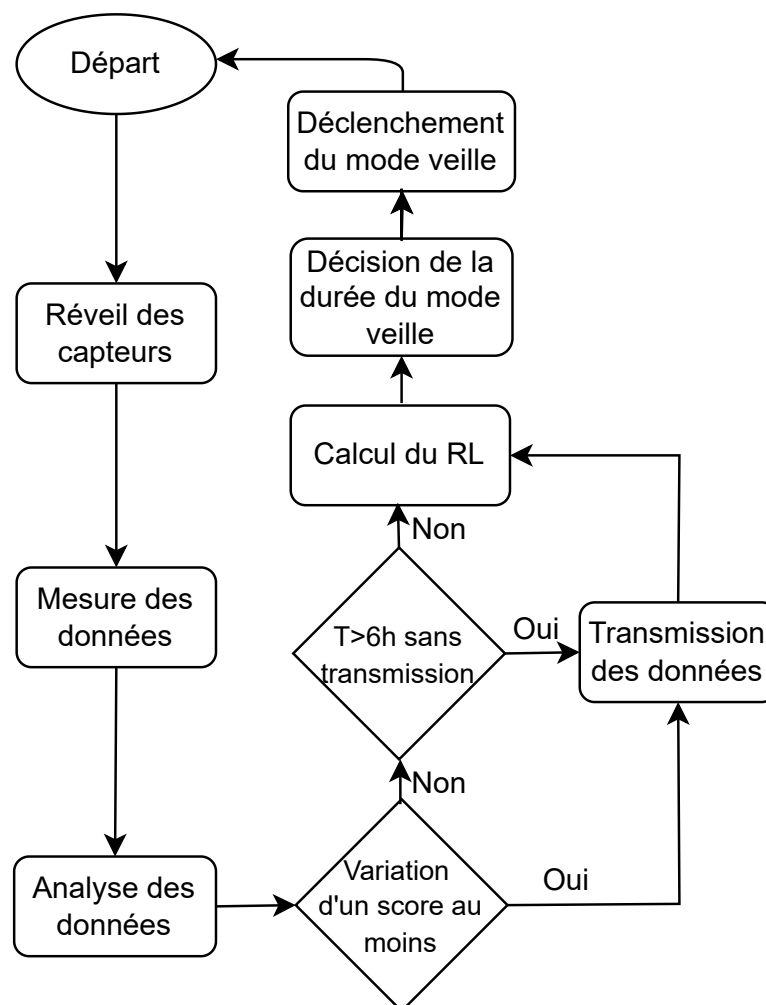 Départ
Déclenchement
du mode veille
Décision de la
durée du mode
veille
Réveil des
capteurs
Calcul du RL
Non
Mesure des
données
T>6h sans
transmission
Oui
Transmission
des données
Non
Analyse des
données
Variation
d'un score au
moins
Oui